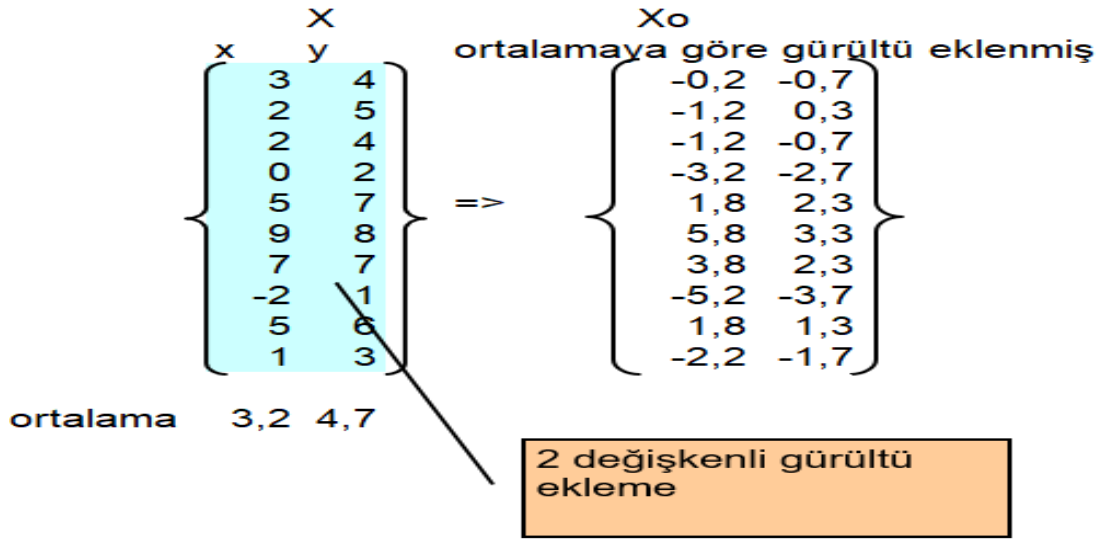 X Xo
x y ortalamaya göre gürültü eklenmiş
3 4 -0,2 -0,7
2 5 -1,2 0,3
2 4 -1,2 -0,7
0 2 -3,2 -2,7
5 7 => 1,8 2,3
9 8 5,8 3,3
7 7 3,8 2,3
-2 1 -5,2 -3,7
5 6 1,8 1,3
1 3 -2,2 -1,7
ortalama 3,2 4,7
2 değişkenli gürültü
ekleme